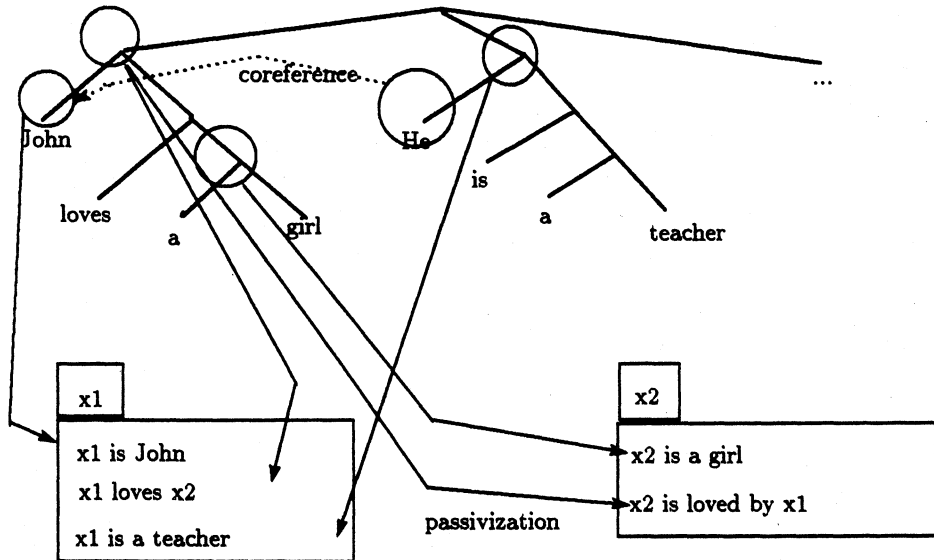 coreference
...
John
He
is
loves
a
girl
a
teacher
x1
x2
x1 is John
x1 loves x2
x1 is a teacher
x2 is a girl
x2 is loved by x1
passivization